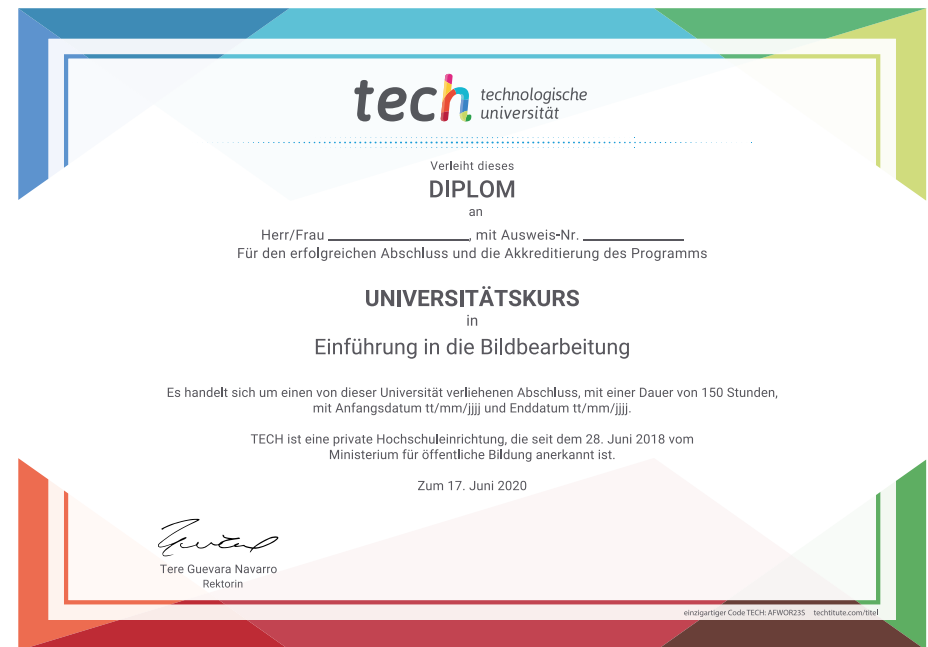 tech technologische
universität
Verleiht dieses
DIPLOM
an
Herr/Frau ____________, mit Ausweis-Nr. ____________
Für den erfolgreichen Abschluss und die Akkreditierung des Programms
UNIVERSITÄTSKURS
in
Einführung in die Bildbearbeitung
Es handelt sich um einen von dieser Universität verliehenen Abschluss, mit einer Dauer von 150 Stunden,
mit Anfangsdatum tt/mm/jjjj und Enddatum tt/mm/jjjj.
TECH ist eine private Hochschuleinrichtung, die seit dem 28. Juni 2018 vom
Ministerium für öffentliche Bildung anerkannt ist.
Zum 17. Juni 2020
Tere Guevara Navarro
Rektorin
einzigartiger Code TECH: AFWOR235 techtitute.com/titel